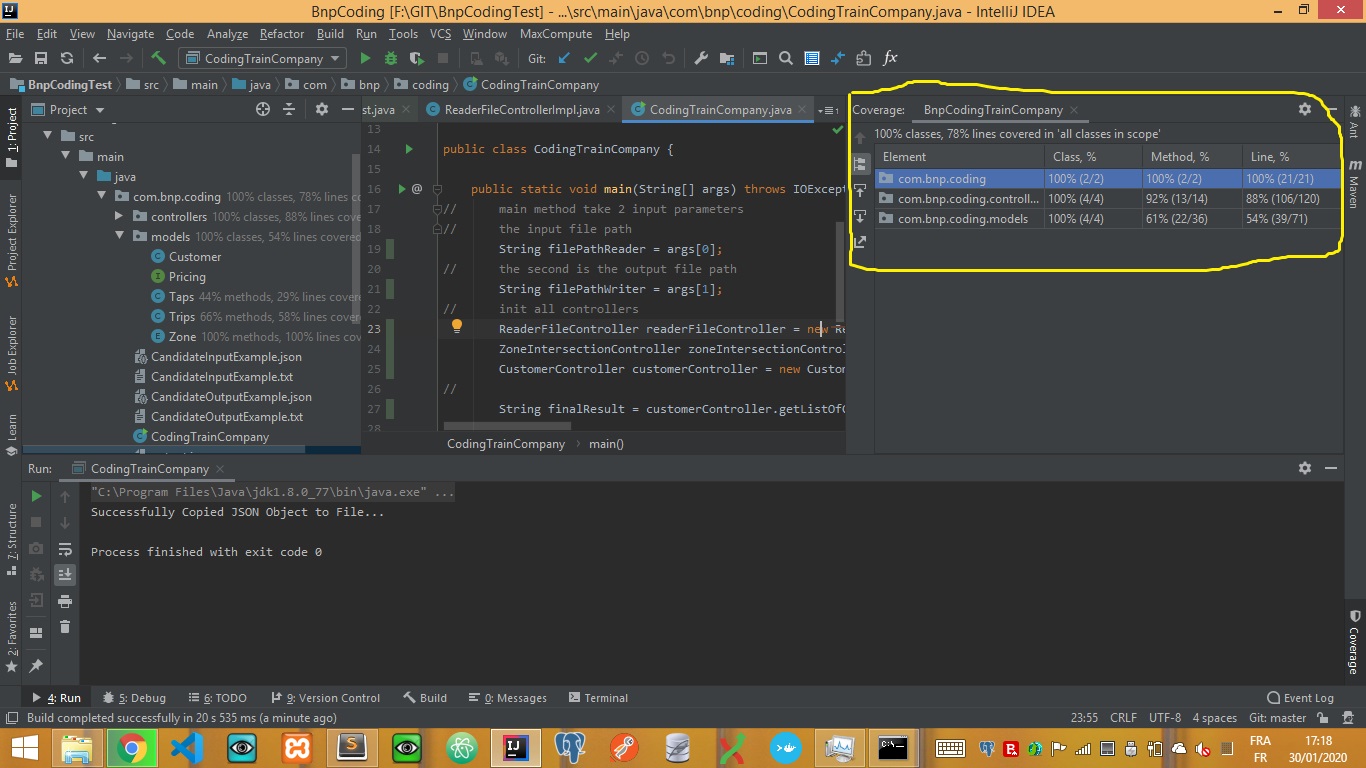 BnpCoding [F:\GIT\BnpCodingTest] - ...\src\main\java\com\bnp\coding\CodingTrainCompany.java - IntelliJ IDEA
File Edit View Navigate Code Analyze Refactor Build Run Tools VCS Window MaxCompute Help
CodingTrainCompany Git: fx
BnpCodingTest src main java com bnp coding CodingTrainCompany
1: Project
Project Explorer
Job Explorer
Learn
7: Structure
2: Favorites
Project
src
main
java
com.bnp.coding 100% classes, 78% lines c
controllers 100% classes, 88% lines cove
models 100% classes, 54% lines covered
Customer
Pricing
Taps 44% methods, 29% lines cover
Trips 66% methods, 58% lines cover
Zone 100% methods, 100% lines c
CandidateInputExample.json
CandidateInputExample.txt
CandidateOutputExample.json
CandidateOutputExample.txt
CodingTrainCompany
st.java ReaderFileControllerImpl.java CodingTrainCompany.java
13
14 public class CodingTrainCompany {
15
16 @ public static void main(String[] args) throws IOExcept
17 // main method take 2 input parameters
18 // the input file path
19 String filePathReader = args[0];
20 // the second is the output file path
21 String filePathWriter = args[1];
22 // init all controllers
23 ReaderFileController readerFileController = new Re
24 ZoneIntersectionController zoneIntersectionControl
25 CustomerController customerController = new Custom
26 //
27 String finalResult = customerController.getListOfC
28
CodingTrainCompany main()
Coverage: BnpCodingTrainCompany
100% classes, 78% lines covered in 'all classes in scope'
Element Class, % Method, % Line, %
com.bnp.coding 100% (2/2) 100% (2/2) 100% (21/21)
com.bnp.coding.controll... 100% (4/4) 92% (13/14) 88% (106/120)
com.bnp.coding.models 100% (4/4) 61% (22/36) 54% (39/71)
Ant
Maven
Coverage
Run: CodingTrainCompany
"C:\Program Files\Java\jdk1.8.0_77\bin\java.exe" ...
Successfully Copied JSON Object to File...
Process finished with exit code 0
4: Run 5: Debug 6: TODO 9: Version Control Build 0: Messages Terminal Event Log
Build completed successfully in 20 s 535 ms (a minute ago) 23:55 CRLF UTF-8 4 spaces Git: master
FRA 17:18
FR 30/01/2020